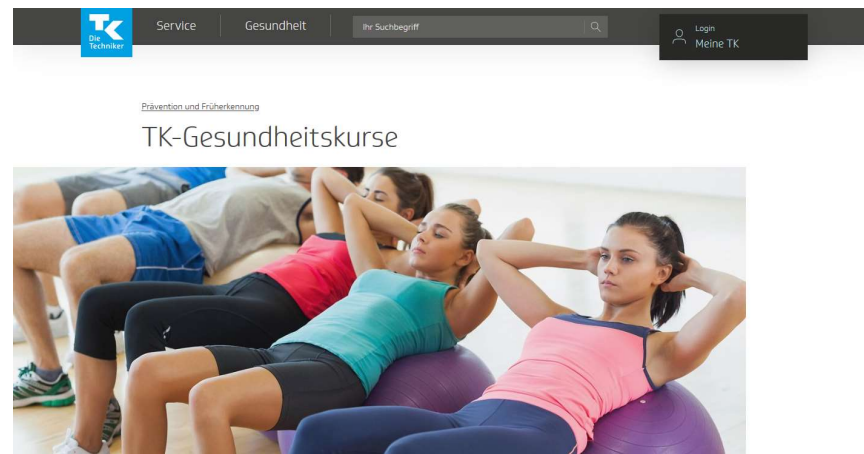 Die
Techniker
Service
Gesundheit
Ihr Suchbegriff
Login
Meine TK
Prävention und Früherkennung
TK-Gesundheitskurse